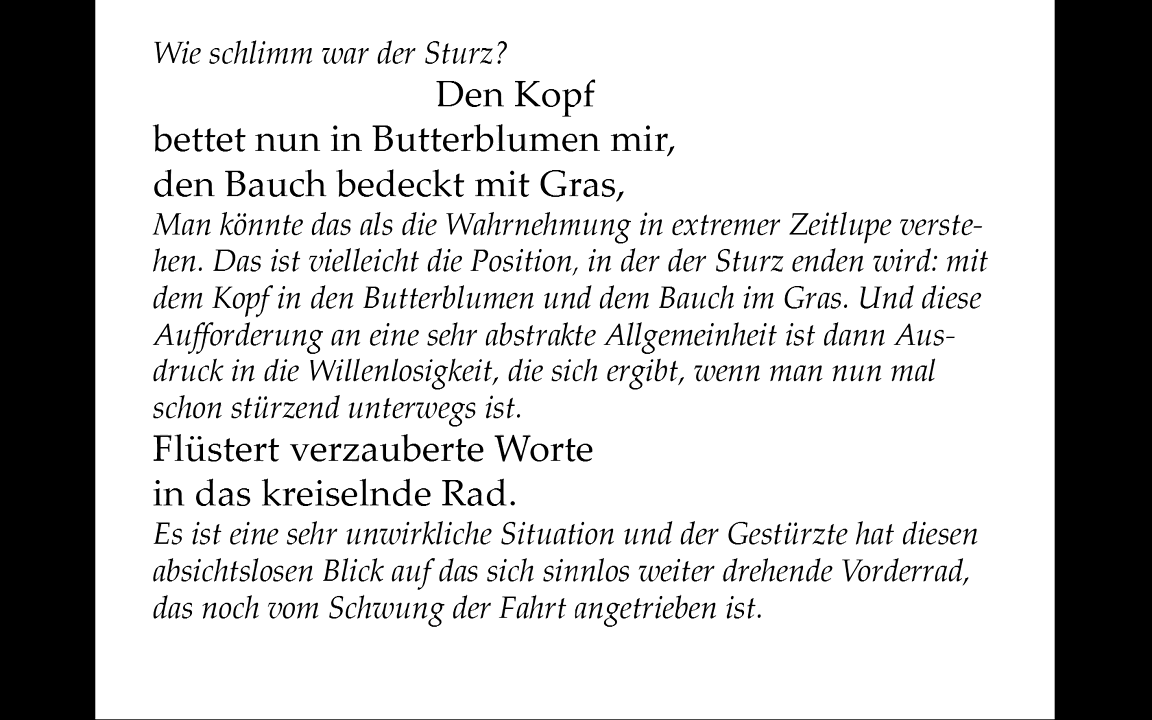 Wie schlimm war der Sturz?
Den Kopf
bettet nun in Butterblumen mir,
den Bauch bedeckt mit Gras,
Man könnte das als die Wahrnehmung in extremer Zeitlupe verste-
hen. Das ist vielleicht die Position, in der der Sturz enden wird: mit
dem Kopf in den Butterblumen und dem Bauch im Gras. Und diese
Aufforderung an eine sehr abstrakte Allgemeinheit ist dann Aus-
druck in die Willenlosigkeit, die sich ergibt, wenn man nun mal
schon stürzend unterwegs ist.
Flüstert verzauberte Worte
in das kreiselnde Rad.
Es ist eine sehr unwirkliche Situation und der Gestürzte hat diesen
absichtslosen Blick auf das sich sinnlos weiter drehende Vorderrad,
das noch vom Schwung der Fahrt angetrieben ist.